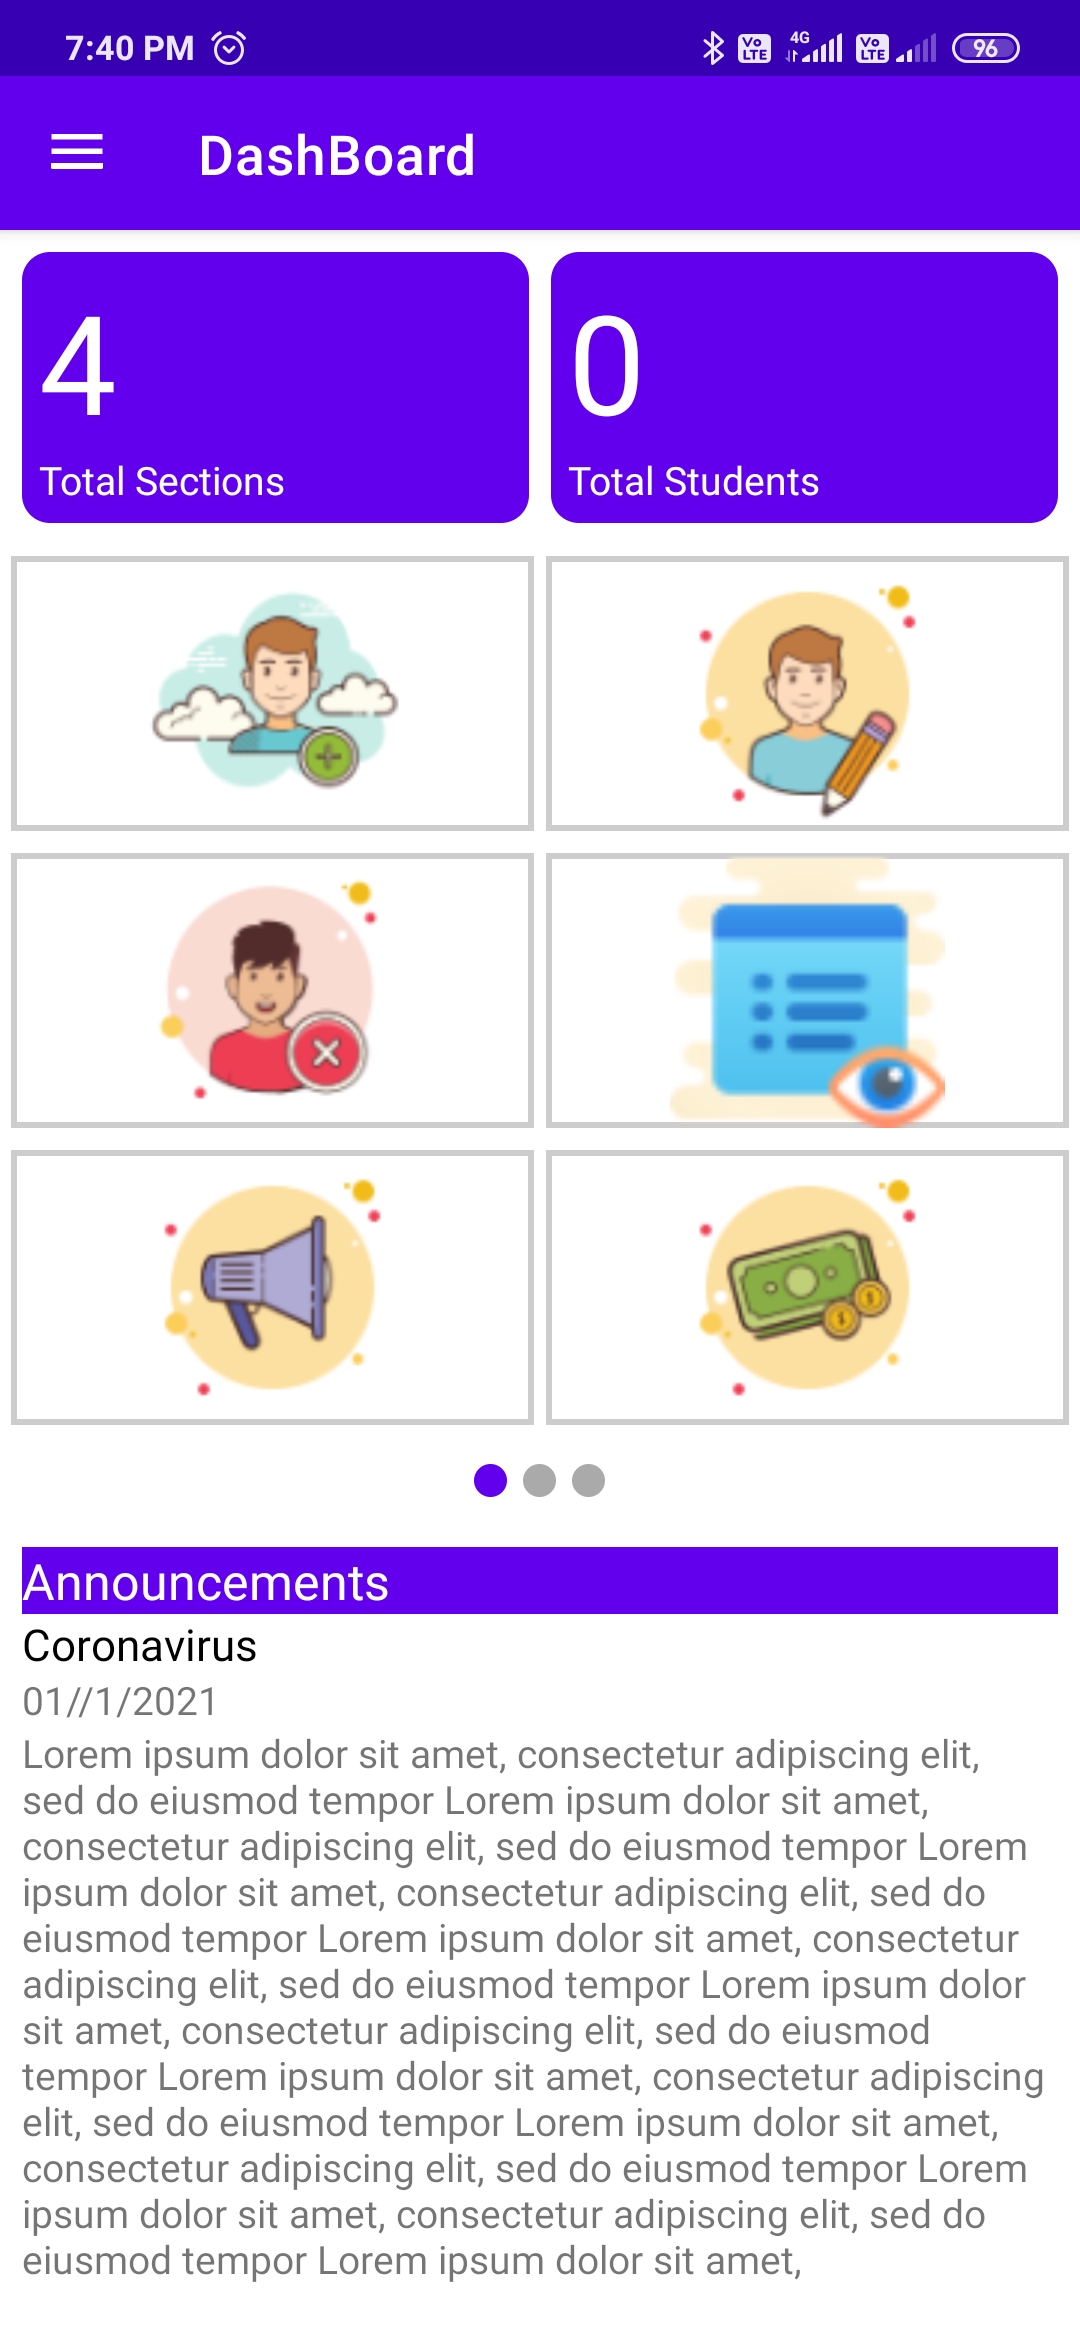 7:40 PM
Vo LTE 4G Vo LTE 96
DashBoard
4
Total Sections
0
Total Students
Announcements
Coronavirus
01//1/2021
Lorem ipsum dolor sit amet, consectetur adipiscing elit,
sed do eiusmod tempor Lorem ipsum dolor sit amet,
consectetur adipiscing elit, sed do eiusmod tempor Lorem
ipsum dolor sit amet, consectetur adipiscing elit, sed do
eiusmod tempor Lorem ipsum dolor sit amet, consectetur
adipiscing elit, sed do eiusmod tempor Lorem ipsum dolor
sit amet, consectetur adipiscing elit, sed do eiusmod
tempor Lorem ipsum dolor sit amet, consectetur adipiscing
elit, sed do eiusmod tempor Lorem ipsum dolor sit amet,
consectetur adipiscing elit, sed do eiusmod tempor Lorem
ipsum dolor sit amet, consectetur adipiscing elit, sed do
eiusmod tempor Lorem ipsum dolor sit amet,